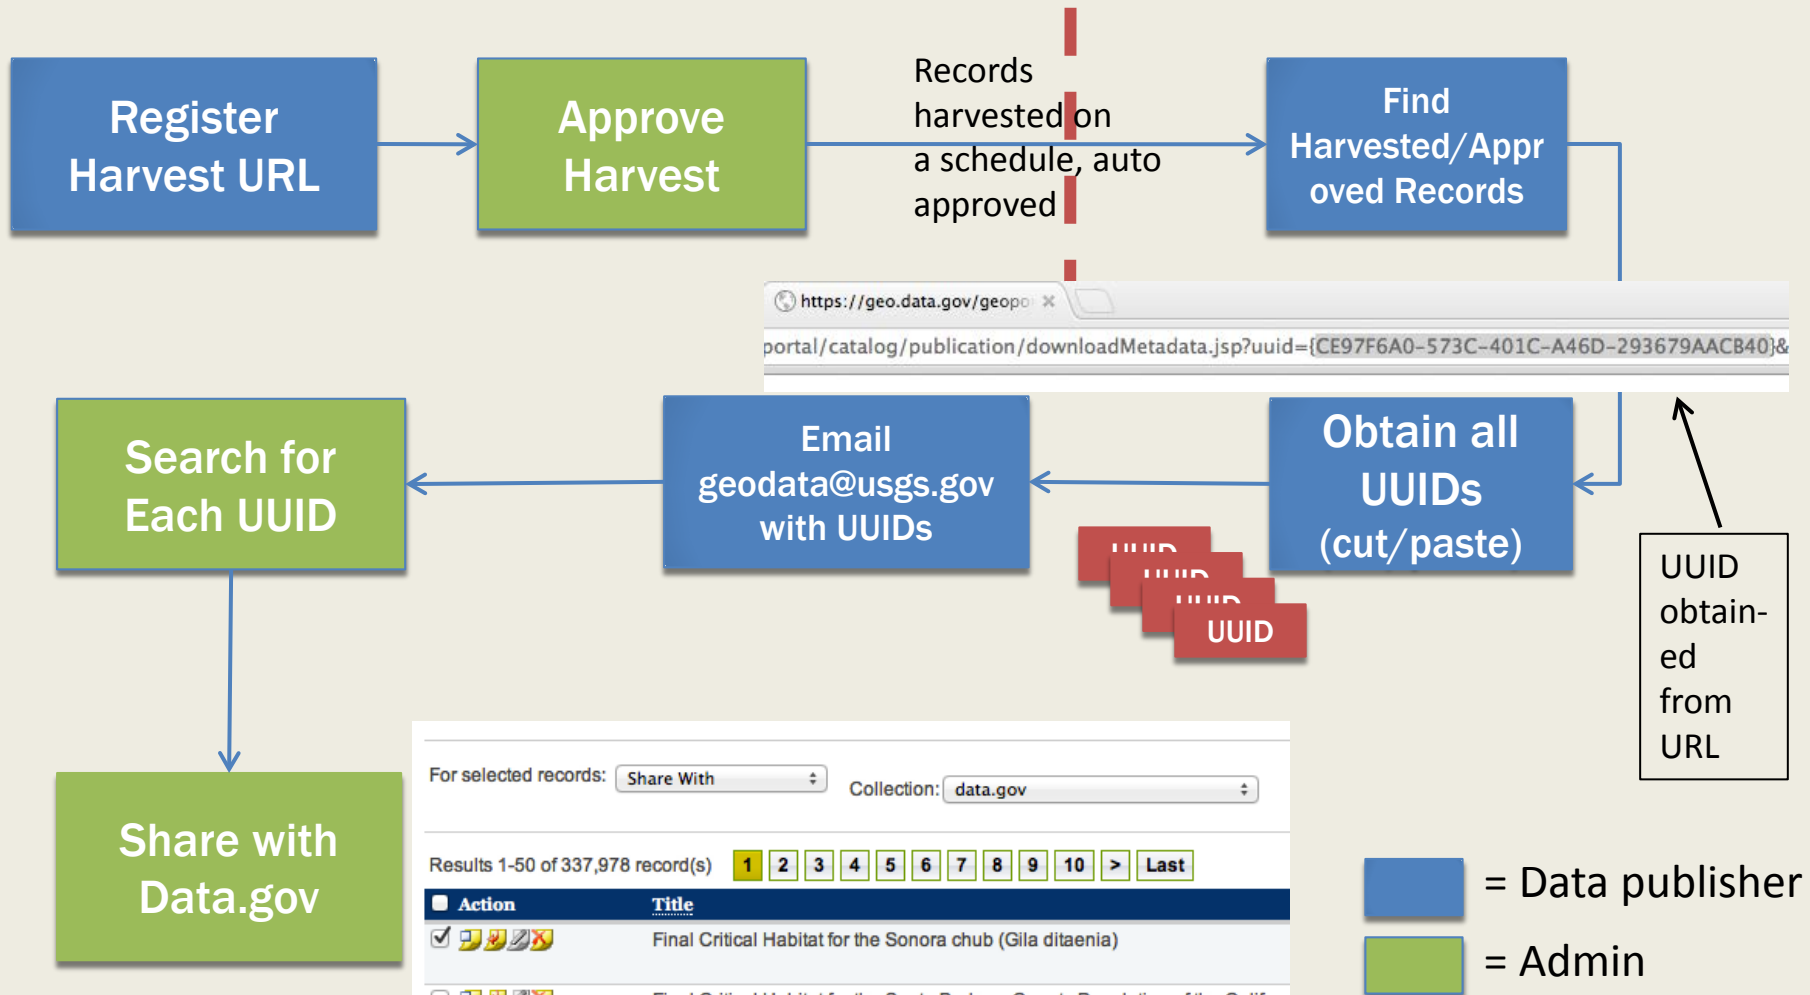 Register
Harvest URL
Approve
Harvest
Records
harvested on
a schedule, auto
approved
Find
Harvested/Appr
oved Records
https://geo.data.gov/geopo
portal/catalog/publication/downloadMetadata.jsp?uuid={CE97F6A0-573C-401C-A46D-293679AACB40}&
Search for
Each UUID
Email
geodata@usgs.gov
with UUIDs
Obtain all
UUIDs
(cut/paste)
UUID
UUID
UUID
UUID
UUID
obtain-
ed
from
URL
Share with
Data.gov
For selected records: Share With
Collection: data.gov
Results 1-50 of 337,978 record(s) 1 2 3 4 5 6 7 8 9 10 > Last
Action Title
Final Critical Habitat for the Sonora chub (Gila ditaenia)
= Data publisher
= Admin